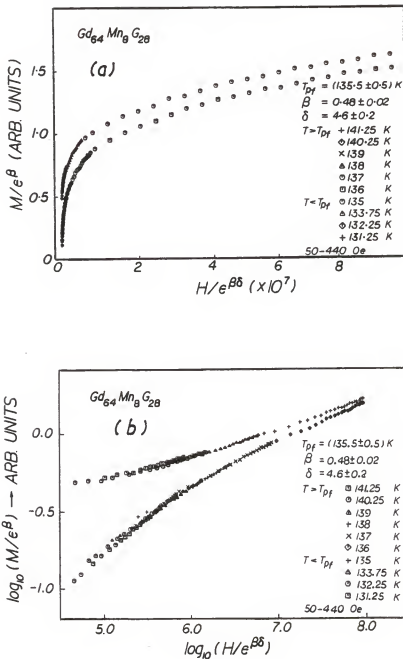 Gd64 Mn8 G28
(a)
M/e^β (ARB. UNITS)
1·5
1·0
0·5
0
0 2 4 6 8
H/e^βδ (×10^7)
Tpf = (135.5±0.5) K
β = 0·48±0·02
δ = 4·6±0·2
T>Tpf + 141·25 K
140·25 K
×139 K
138 K
137 K
136 K
T<Tpf 135 K
133·75 K
132·25 K
+ 131·25 K
50-440 Oe
Gd64 Mn8 G28
(b)
log10 (M/e^β) → ARB. UNITS
0.0
-0.5
-1.0
5.0 6.0 7.0 8.0
log10 (H/e^βδ)
Tpf = (135·5±0·5) K
β = 0·48±0·02
δ = 4·6±0·2
T>Tpf 141.25 K
140.25 K
139 K
+ 138 K
× 137 K
136 K
T<Tpf + 135 K
133.75 K
132.25 K
131.25 K
50-440 Oe